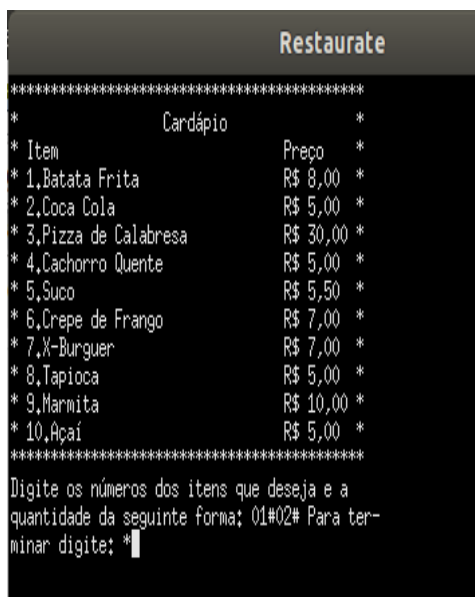 Restaurate
*******************************************
* Cardápio *
* Item Preço *
* 1.Batata Frita R$ 8,00 *
* 2.Coca Cola R$ 5,00 *
* 3.Pizza de Calabresa R$ 30,00 *
* 4.Cachorro Quente R$ 5,00 *
* 5.Suco R$ 5,50 *
* 6.Crepe de Frango R$ 7,00 *
* 7.X-Burguer R$ 7,00 *
* 8.Tapioca R$ 5,00 *
* 9.Marmita R$ 10,00 *
* 10.Açaí R$ 5,00 *
*******************************************
Digite os números dos itens que deseja e a
quantidade da seguinte forma: 01#02# Para ter-
minar digite: *